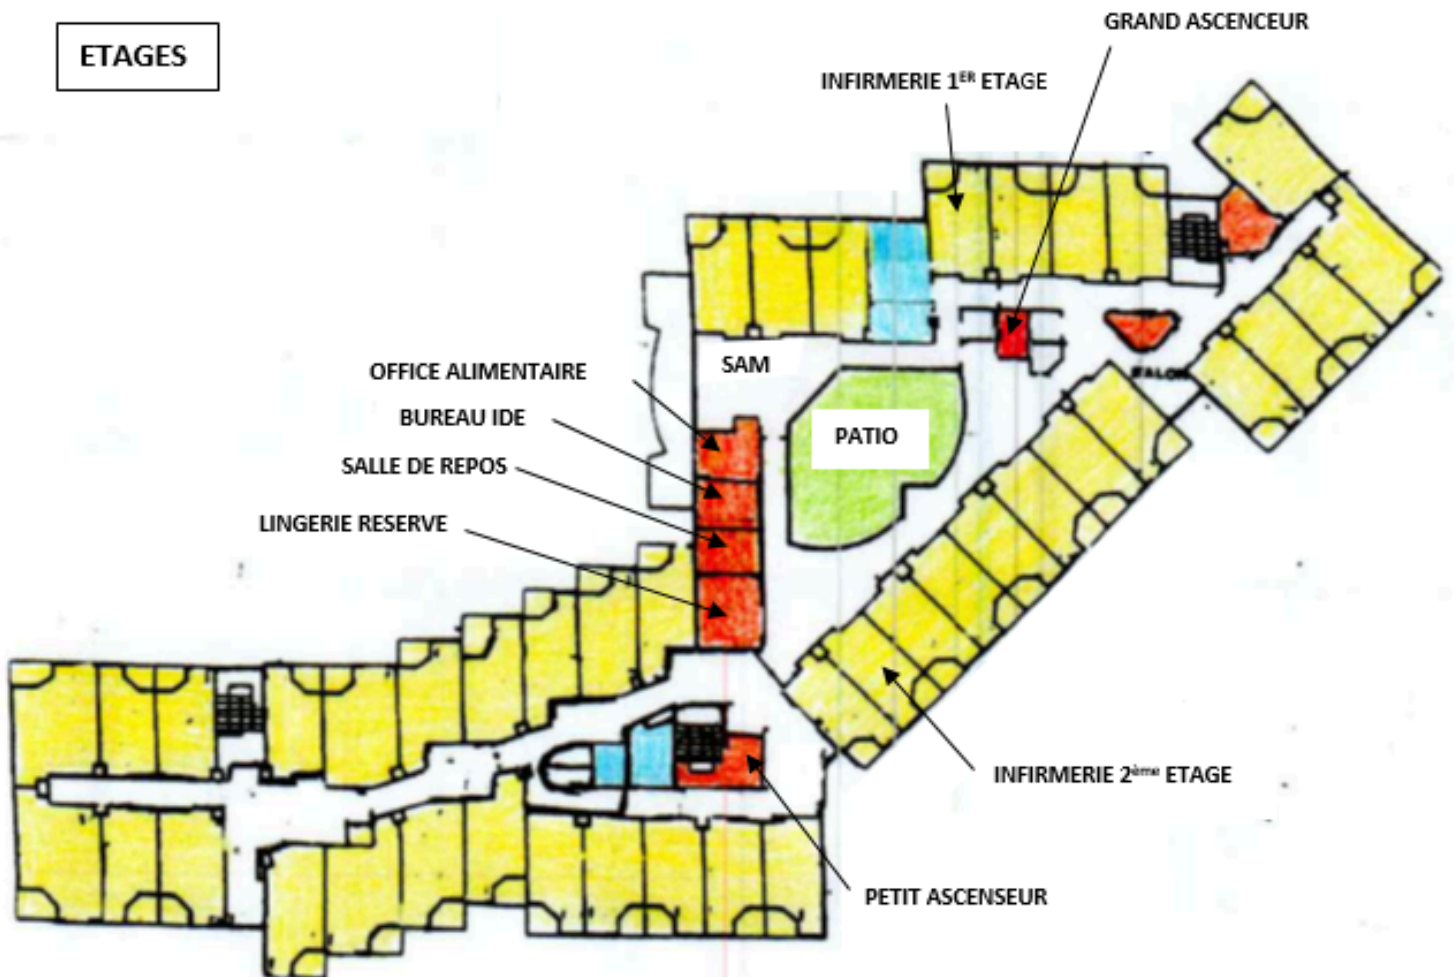 ETAGES
GRAND ASCENCEUR
INFIRMERIE 1ER ETAGE
SAM
OFFICE ALIMENTAIRE
BUREAU IDE
PATIO
SALLE DE REPOS
LINGERIE RESERVE
INFIRMERIE 2ème ETAGE
PETIT ASCENSEUR